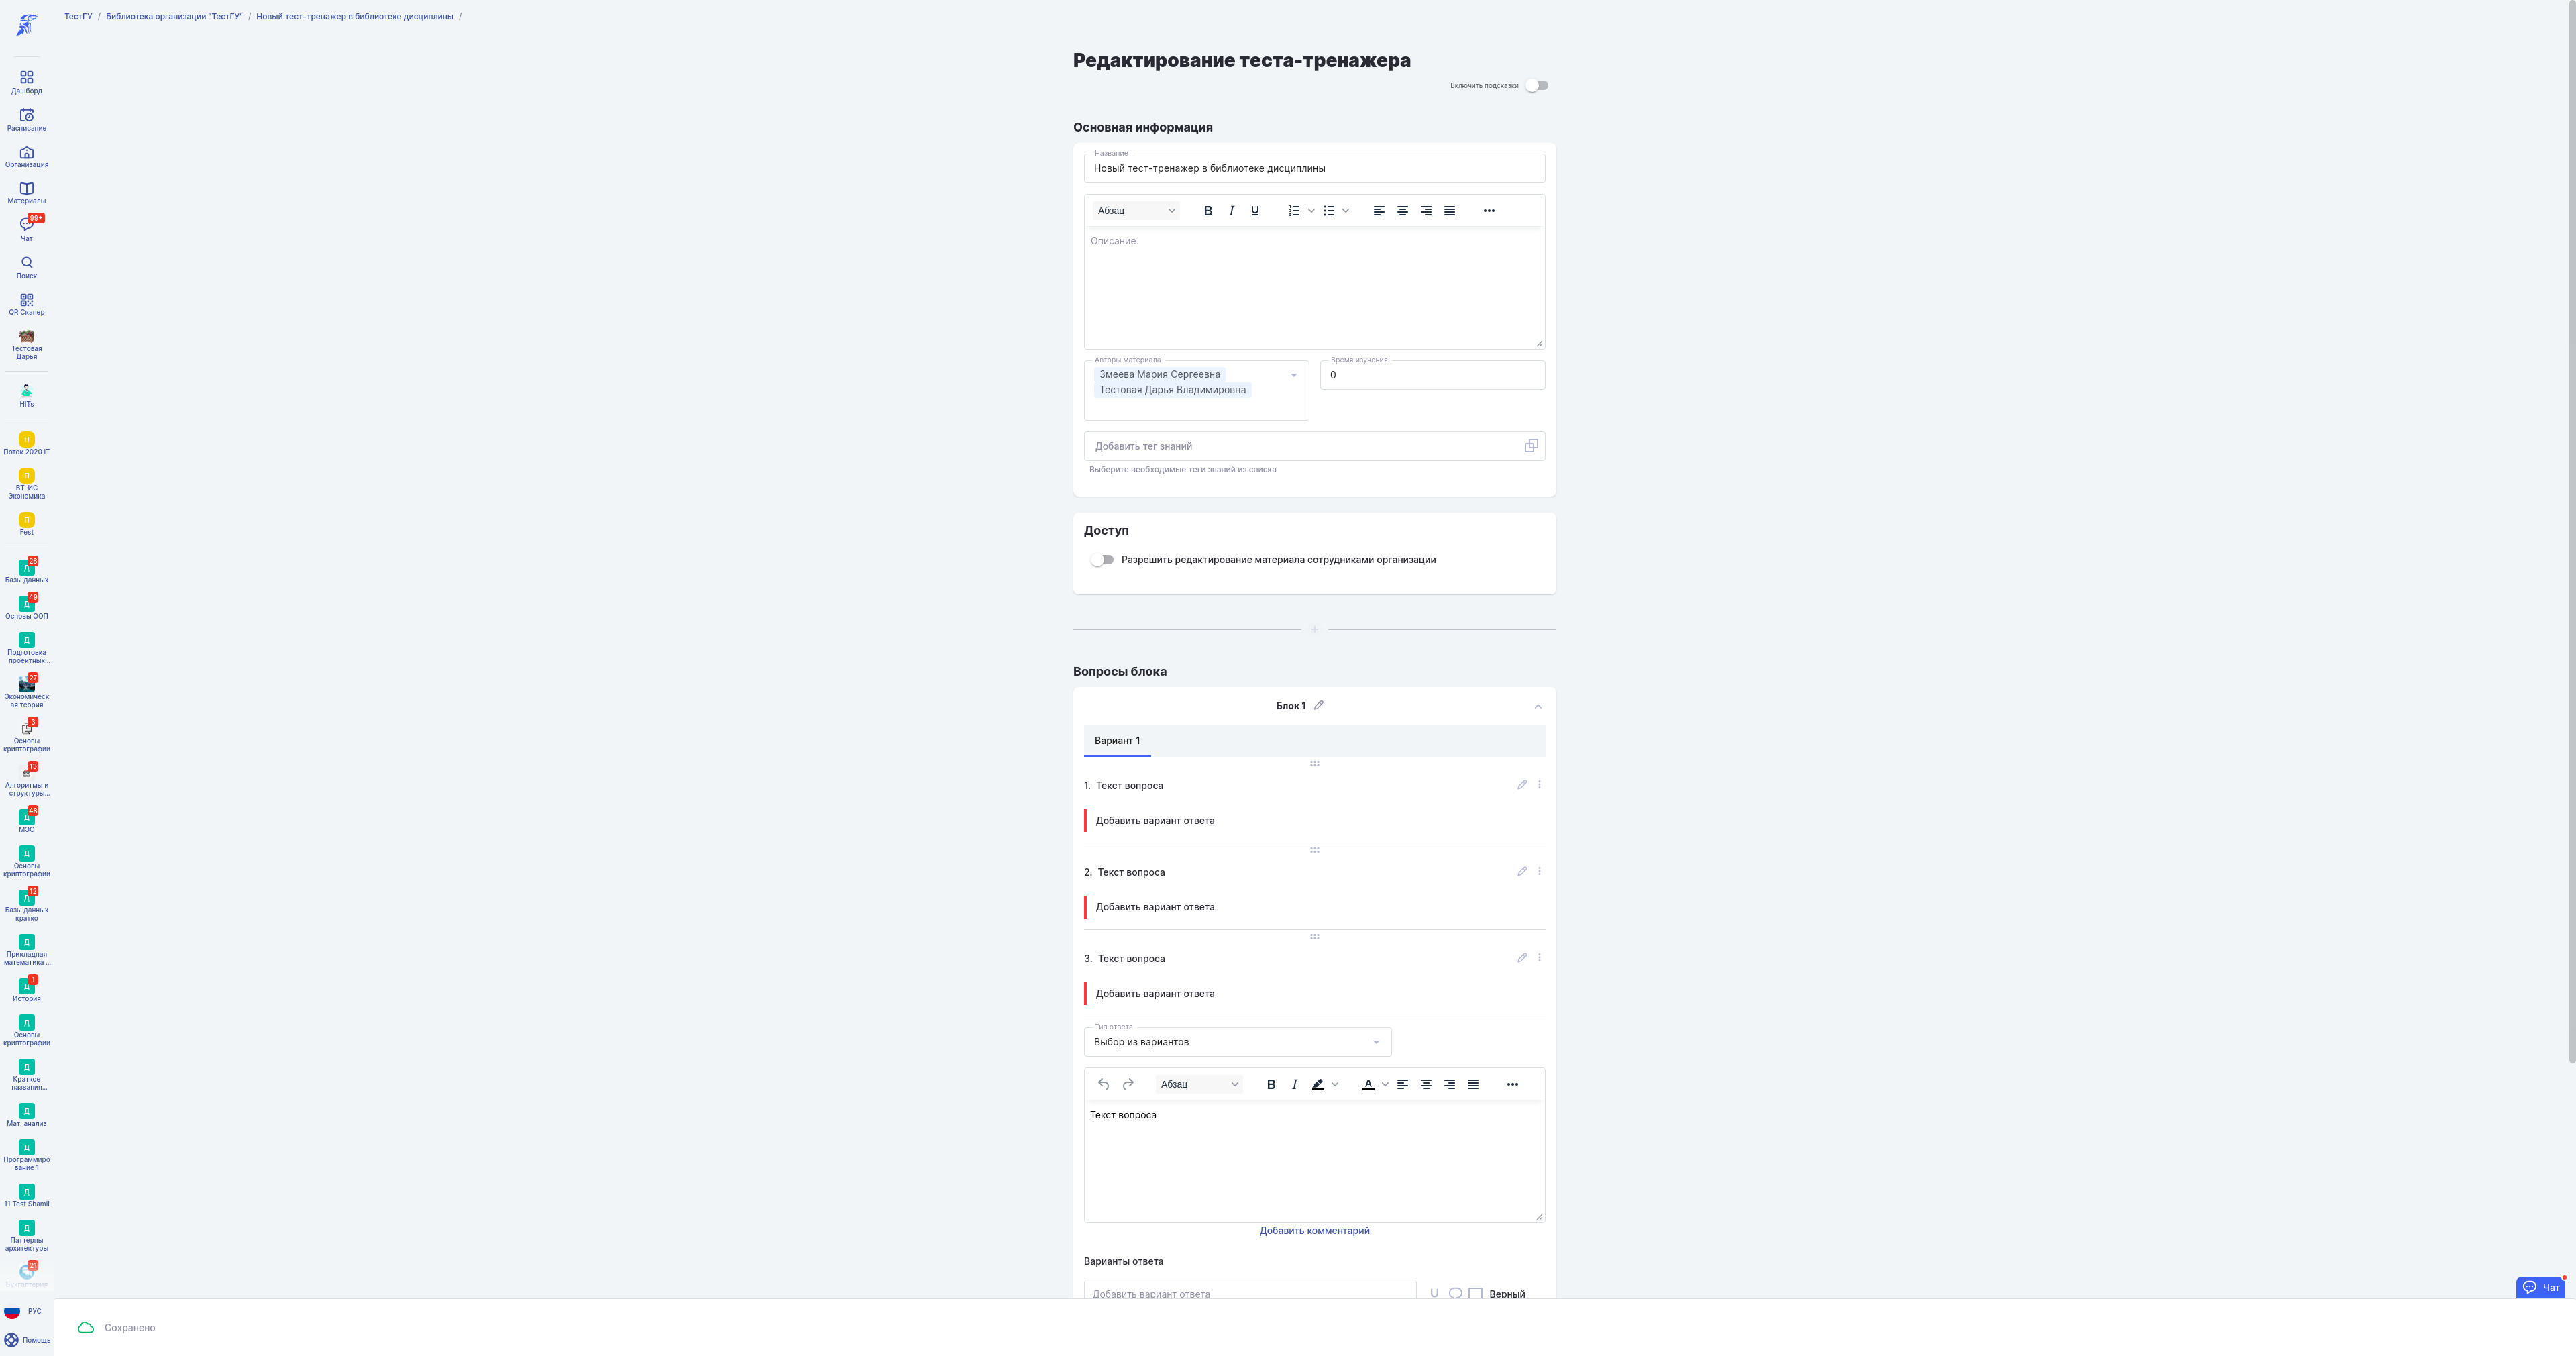 ТестГУ / Библиотека организации "ТестГУ" / Новый тест-тренажер в библиотеке дисциплины /
Дашборд
Расписание
Организация
Материалы
99+
Чат
Поиск
QR Сканер
Тестовая
Дарья
HITs
П
Поток 2020 IT
П
ВТ-ИС
Экономика
П
Fest
28
Д
Базы данных
49
Д
Основы ООП
Д
Подготовка
проектных...
27
Экономическ
ая теория
3
Основы
криптографии
13
Алгоритмы и
структуры...
48
Д
МЭО
Д
Основы
криптографии
12
Д
Базы данных
кратко
Д
Прикладная
математика ...
1
Д
История
Д
Основы
криптографии
Д
Краткое
названия...
Д
Мат. анализ
Д
Программиро
вание 1
Д
11 Test Shamil
Д
Паттерны
архитектуры
21
Бухгалтерия
РУС
Помощь
Редактирование теста-тренажера
Включить подсказки
Основная информация
Название
Новый тест-тренажер в библиотеке дисциплины
Абзац
B I U
Описание
Авторы материала
Змеева Мария Сергеевна
Тестовая Дарья Владимировна
Время изучения
0
Добавить тег знаний
Выберите необходимые теги знаний из списка
Доступ
Разрешить редактирование материала сотрудниками организации
Вопросы блока
Блок 1
Вариант 1
1. Текст вопроса
Добавить вариант ответа
2. Текст вопроса
Добавить вариант ответа
3. Текст вопроса
Добавить вариант ответа
Тип ответа
Выбор из вариантов
Абзац
B I A
Текст вопроса
Добавить комментарий
Варианты ответа
Добавить вариант ответа
Верный
Чат
Сохранено